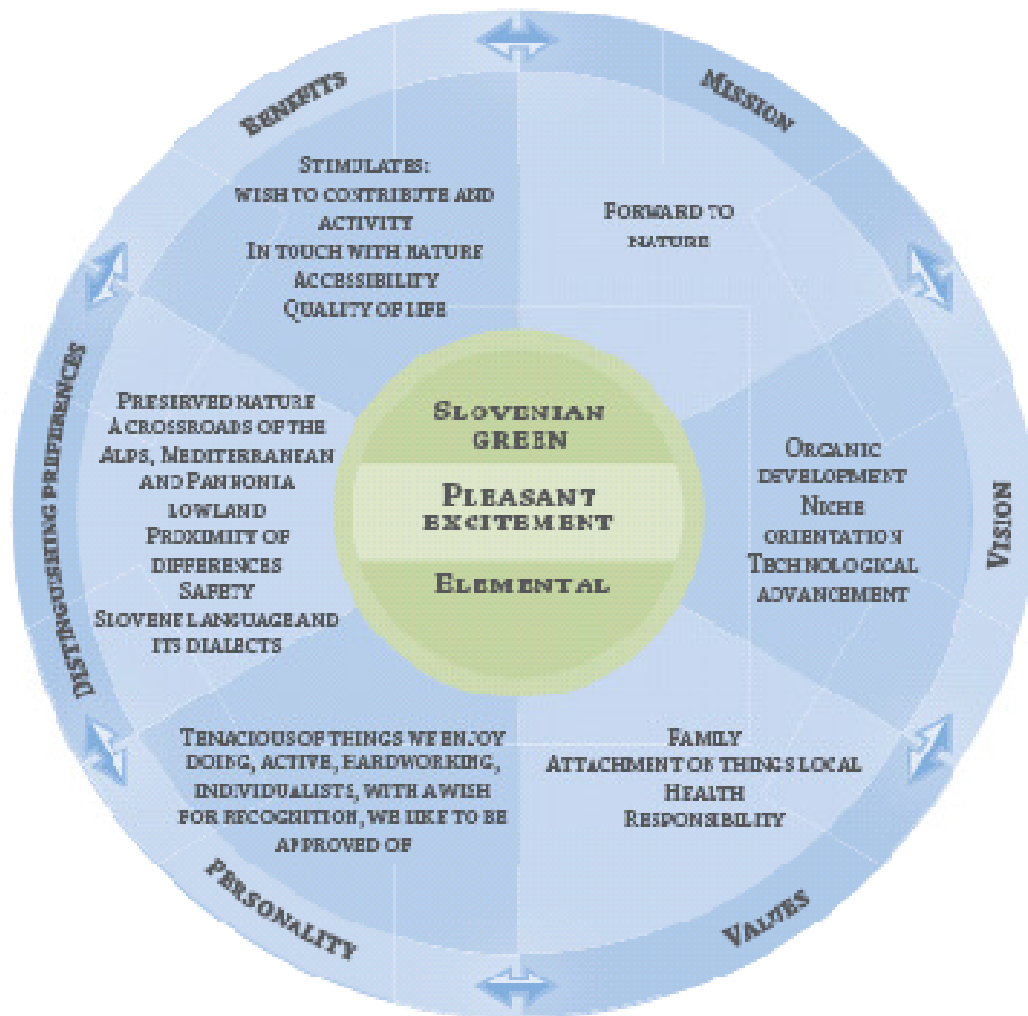 BENEFITS
STIMULATES:
WISH TO CONTRIBUTE AND
ACTIVITY
IN TOUCH WITH NATURE
ACCESSIBILITY
QUALITY OF LIFE
MISSION
FORWARD TO
NATURE
VISION
ORGANIC
DEVELOPMENT
NICHE
ORIENTATION
TECHNOLOGICAL
ADVANCEMENT
VALUES
FAMILY
ATTACHMENT ON THINGS LOCAL
HEALTH
RESPONSIBILITY
PERSONALITY
TENACIOUS OF THINGS WE ENJOY
DOING, ACTIVE, HARDWORKING,
INDIVIDUALISTS, WITH A WISH
FOR RECOGNITION, WE LIKE TO BE
APPROVED OF
DISTINGUISHING PREFERENCES
PRESERVED NATURE
A CROSSROADS OF THE
ALPS, MEDITERRANEAN
AND PANNONIA
LOWLAND
PROXIMITY OF
DIFFERENCES
SAFETY
SLOVENE LANGUAGE AND
ITS DIALECTS
SLOVENIAN
GREEN
PLEASANT
EXCITEMENT
ELEMENTAL